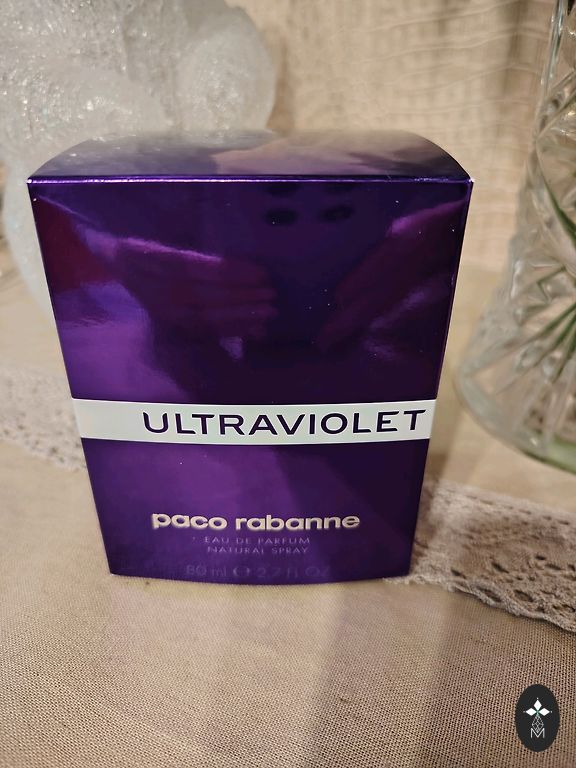 ULTRAVIOLET
paco rabanne
EAU DE PARFUM
NATURAL SPRAY
80 ml ℮ 2.7 fl. oz
M